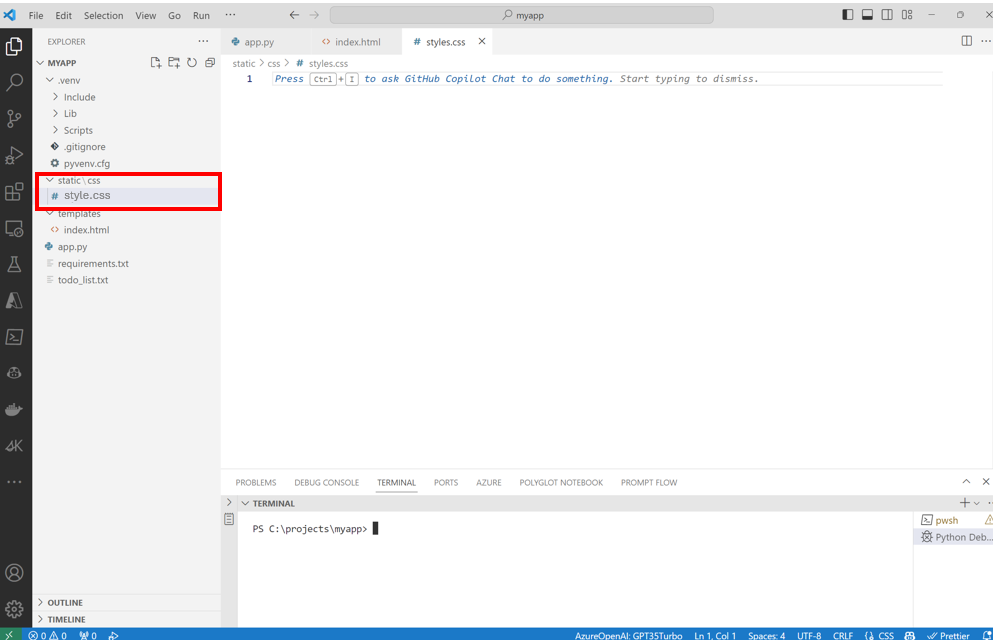 File Edit Selection View Go Run ··· myapp
EXPLORER ···
MYAPP
.venv
Include
Lib
Scripts
.gitignore
pyvenv.cfg
static \ css
# style.css
templates
<> index.html
app.py
requirements.txt
todo_list.txt
OUTLINE
TIMELINE
app.py <> index.html # styles.css
static > css > # styles.css
1 Press Ctrl + I to ask GitHub Copilot Chat to do something. Start typing to dismiss.
PROBLEMS DEBUG CONSOLE TERMINAL PORTS AZURE POLYGLOT NOTEBOOK PROMPT FLOW
TERMINAL
PS C:\projects\myapp>
pwsh
Python Deb...
0 0 0 AzureOpenAI: GPT35Turbo Ln 1, Col 1 Spaces: 4 UTF-8 CRLF CSS Prettier